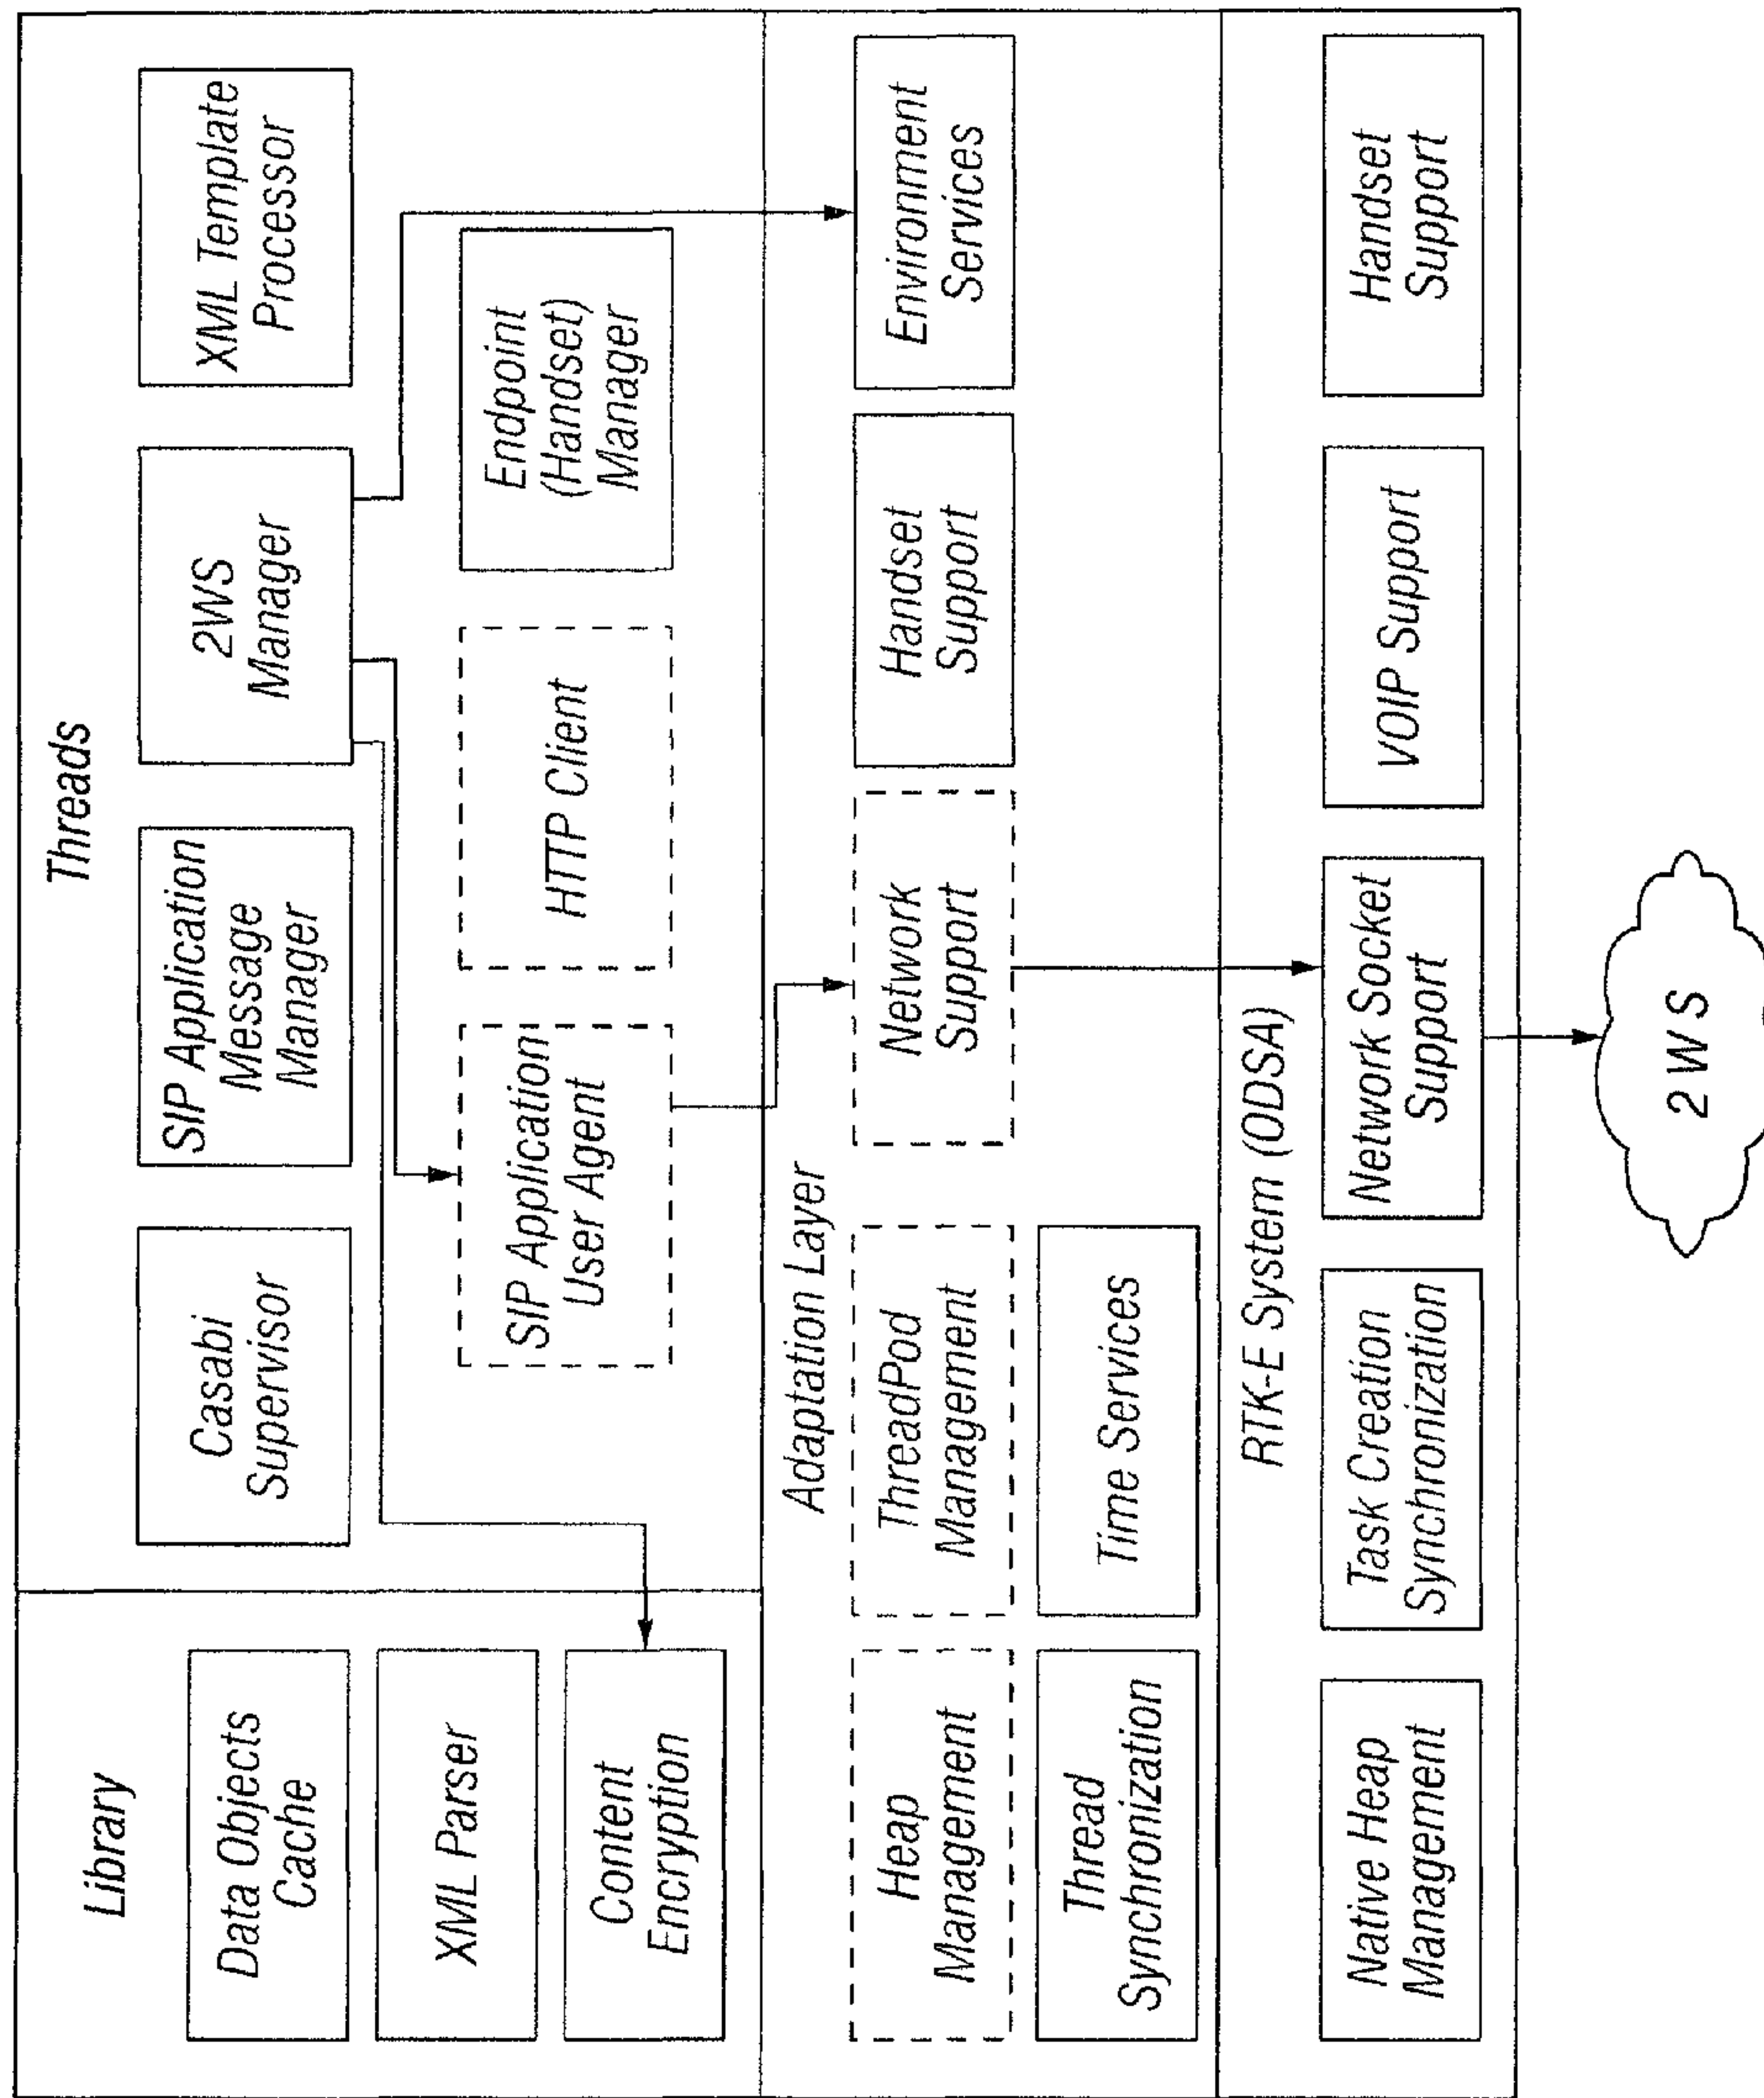 Library
Data Objects
Cache
XML Parser
Content
Encryption
Threads
Casabi
Supervisor
SIP Application
Message
Manager
2WS
Manager
XML Template
Processor
SIP Application
User Agent
HTTP Client
Endpoint
(Handset)
Manager
Adaptation Layer
Heap
Management
ThreadPod
Management
Network
Support
Handset
Support
Environment
Services
Thread
Synchronization
Time Services
RTK-E System (ODSA)
Native Heap
Management
Task Creation
Synchronization
Network Socket
Support
VOIP Support
Handset
Support
2WS